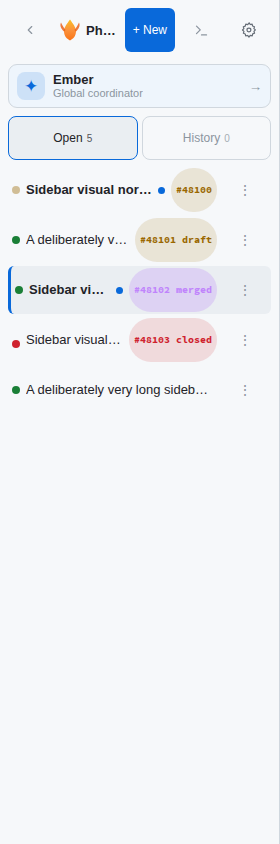 Ph…
+ New
Ember
Global coordinator
Open 5
History 0
Sidebar visual nor… #48100
A deliberately v… #48101 draft
Sidebar vi… #48102 merged
Sidebar visual… #48103 closed
A deliberately very long sideb…